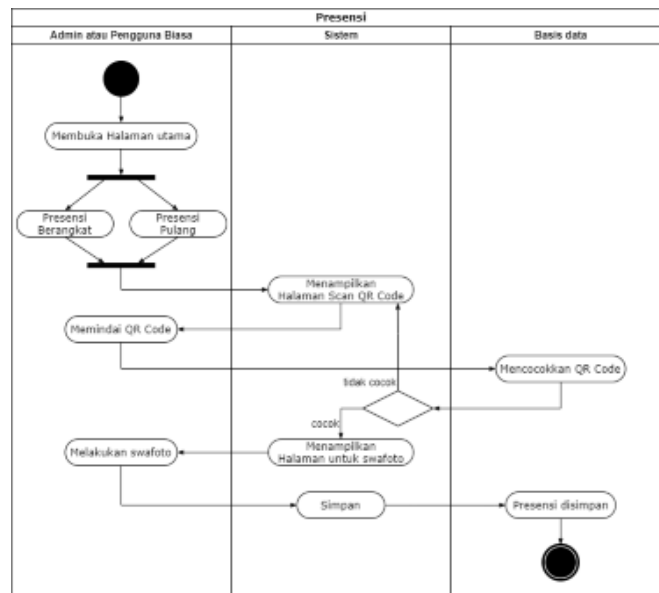 Presensi
Admin atau Pengguna Biasa
Sistem
Basis data
Membuka Halaman utama
Presensi
Berangkat
Presensi
Pulang
Menampilkan
Halaman Scan QR Code
Memindai QR Code
Mencocokkan QR Code
tidak cocok
cocok
Menampilkan
Halaman untuk swafoto
Melakukan swafoto
Simpan
Presensi disimpan